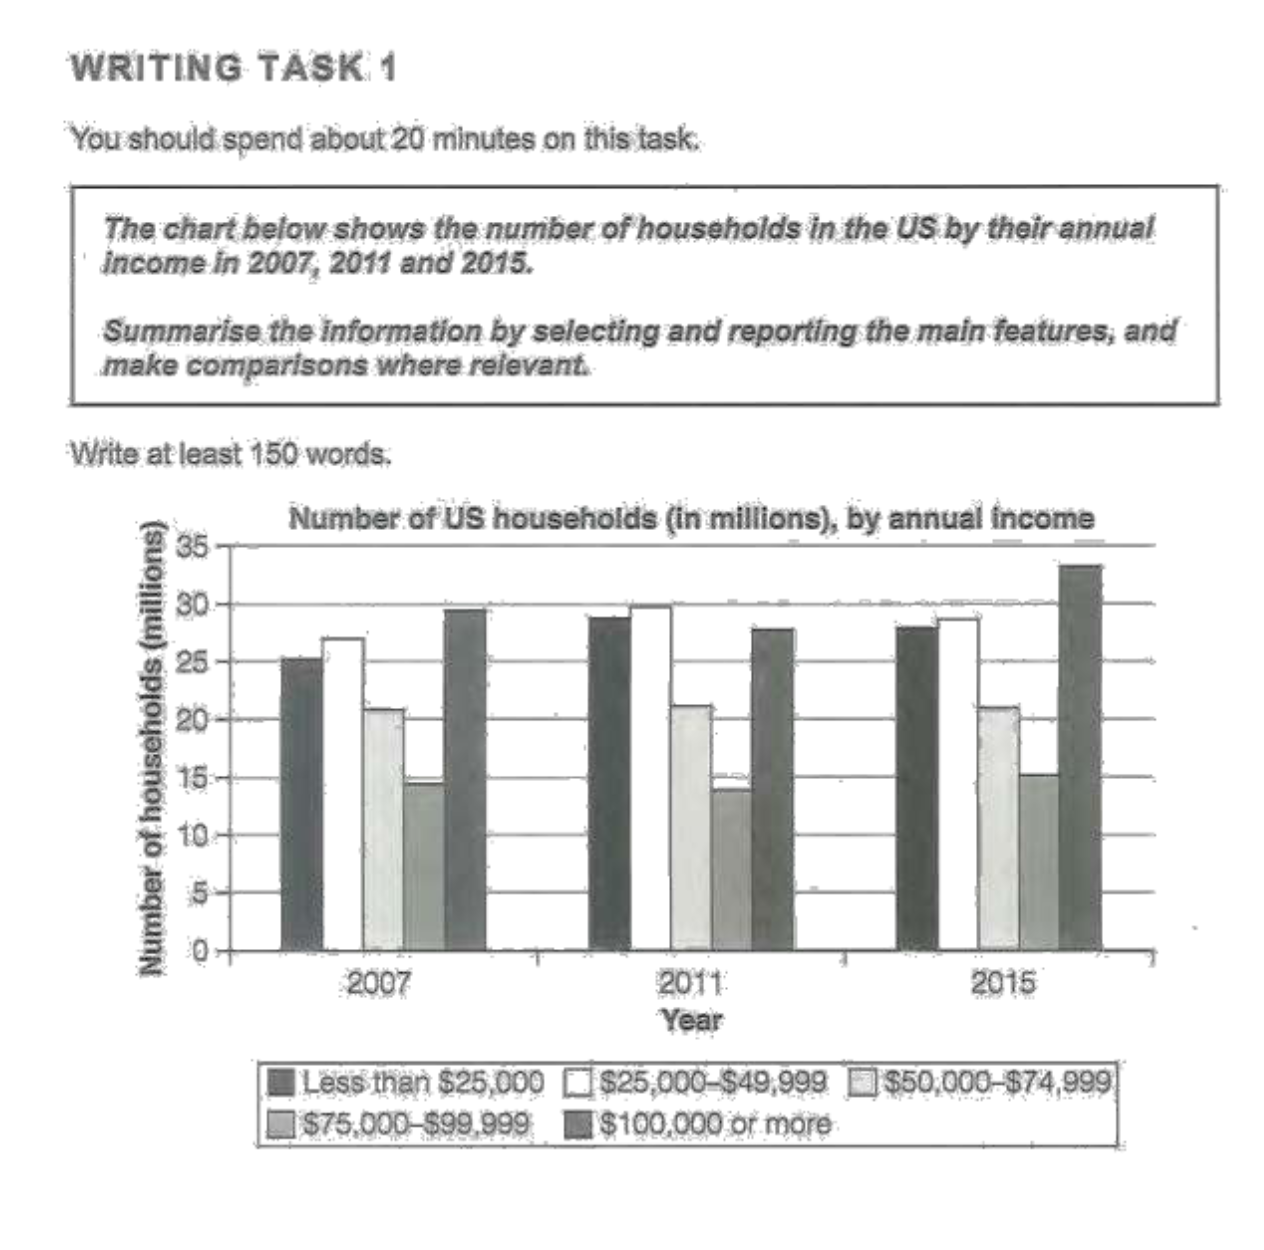 WRITING TASK 1
You should spend about 20 minutes on this task.
The chart below shows the number of households in the US by their annual
income in 2007, 2011 and 2015.
Summarise the information by selecting and reporting the main features, and
make comparisons where relevant.
Write at least 150 words.
Number of US households (in millions), by annual income
Number of households (millions)
35
30
25
20
15
10
5
0
2007 2011 2015
Year
Less than $25,000 $25,000–$49,999 $50,000–$74,999
$75,000–$99,999 $100,000 or more